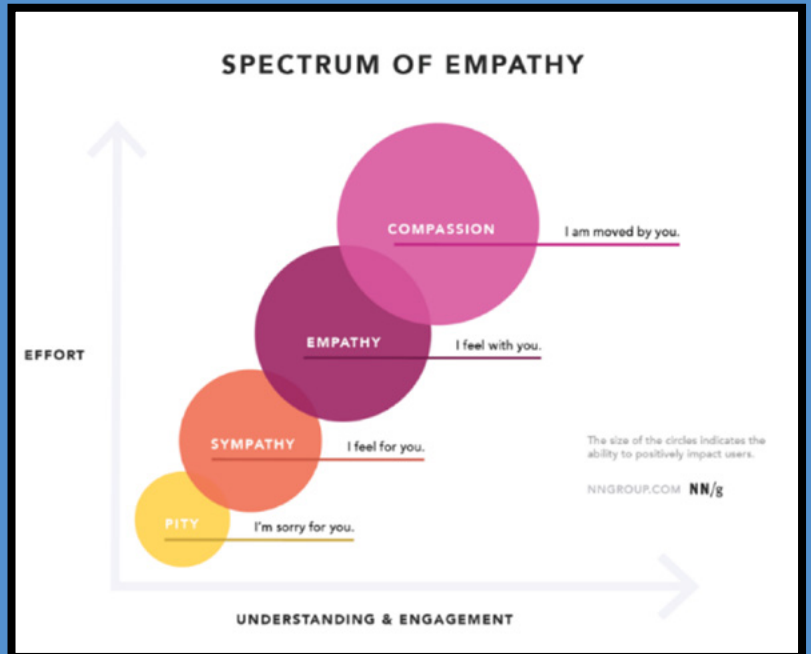 SPECTRUM OF EMPATHY
COMPASSION
I am moved by you.
EMPATHY
I feel with you.
EFFORT
SYMPATHY
I feel for you.
The size of the circles indicates the
ability to positively impact users.
NNGROUP.COM NN/g
PITY
I'm sorry for you.
UNDERSTANDING & ENGAGEMENT